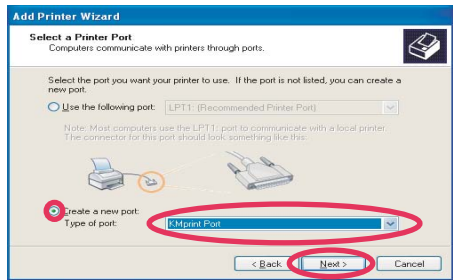 Add Printer Wizard
Select a Printer Port
Computers communicate with printers through ports.
Select the port you want your printer to use. If the port is not listed, you can create a
new port.
Use the following port: LPT1: (Recommended Printer Port)
Note: Most computers use the LPT1: port to communicate with a local printer.
The connector for this port should look something like this:
Create a new port:
Type of port: KMprint Port
< Back Next > Cancel